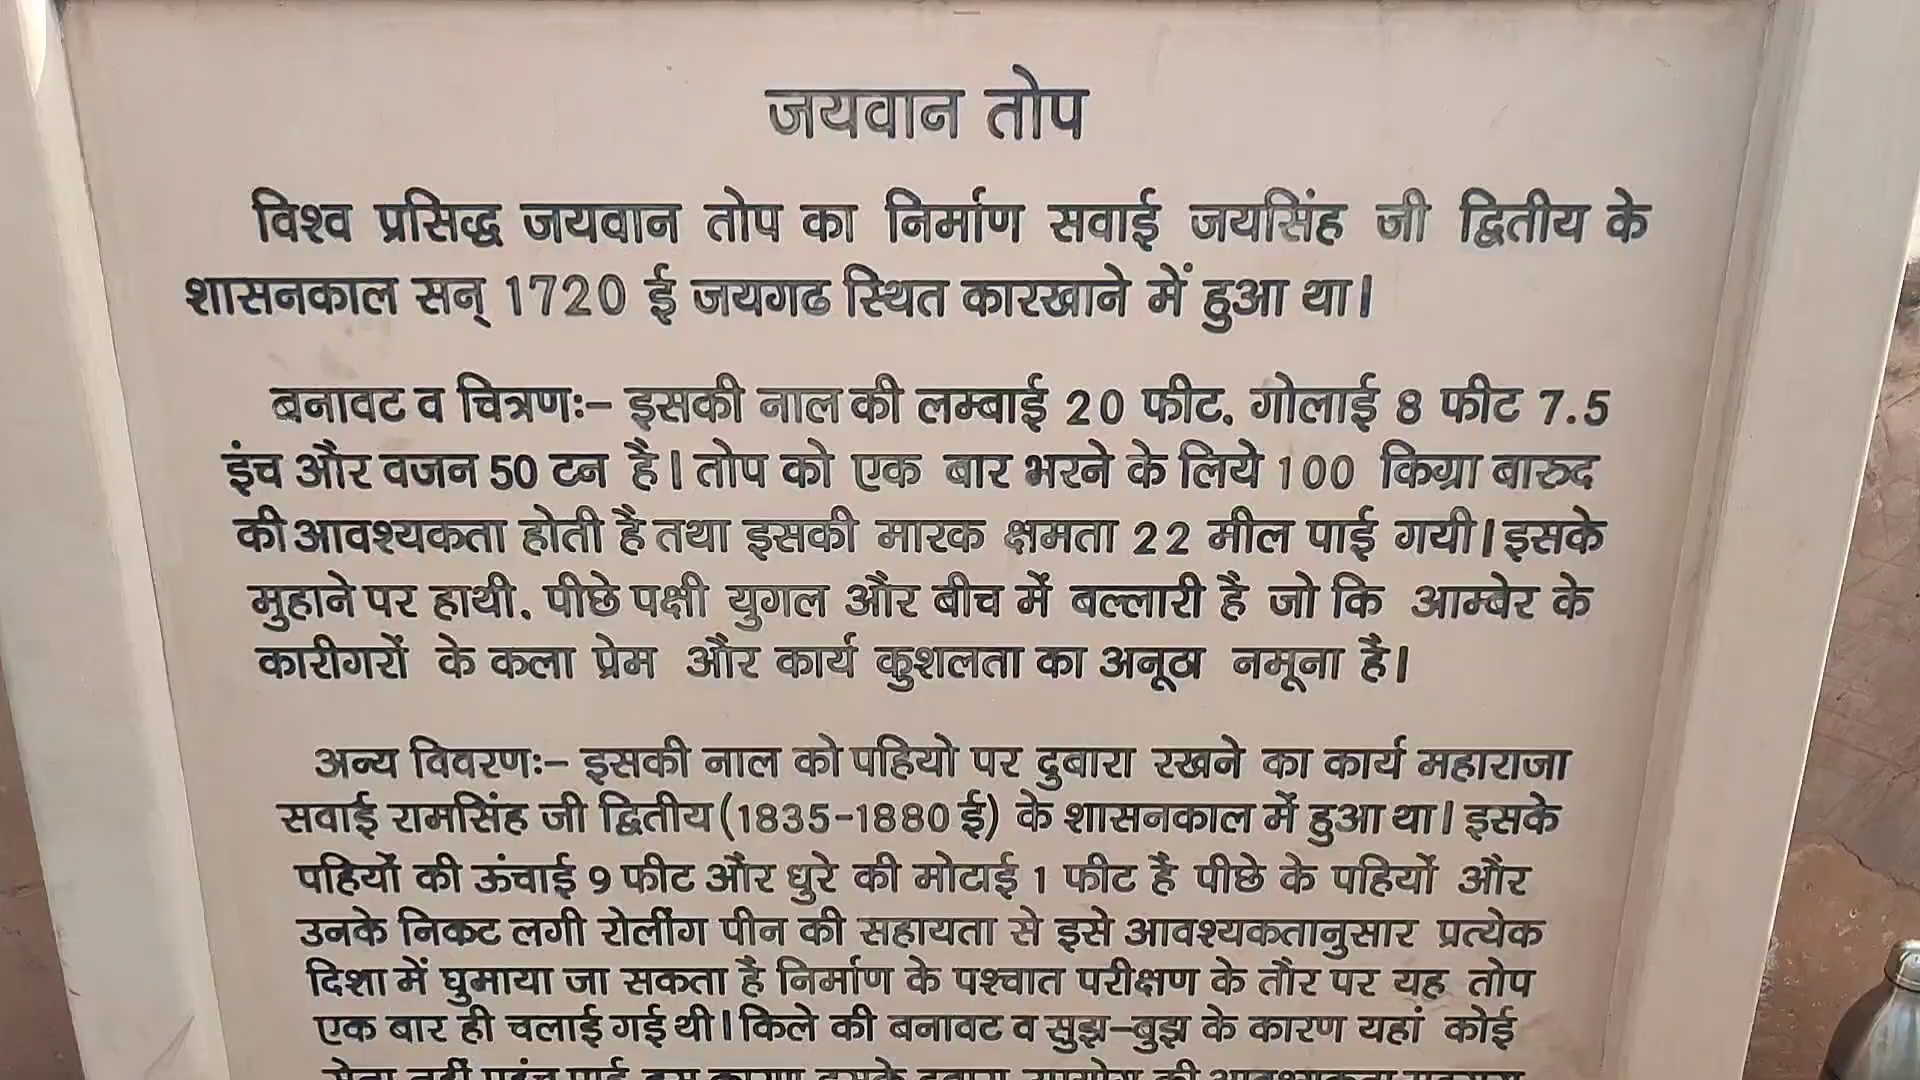 जयवान तोप
विश्व प्रसिद्ध जयवान तोप का निर्माण सवाई जयसिंह जी द्वितीय के
शासनकाल सन् 1720 ई जयगढ स्थित कारखाने में हुआ था।
बनावट व चित्रणः- इसकी नाल की लम्बाई 20 फीट, गोलाई 8 फीट 7.5
इंच और वजन 50 टन है। तोप को एक बार भरने के लिये 100 किग्रा बारुद
की आवश्यकता होती है तथा इसकी मारक क्षमता 22 मील पाई गयी। इसके
मुहाने पर हाथी, पीछे पक्षी युगल और बीच में बल्लारी है जो कि आम्बेर के
कारीगरों के कला प्रेम और कार्य कुशलता का अनूठा नमूना है।
अन्य विवरणः- इसकी नाल को पहियो पर दुबारा रखने का कार्य महाराजा
सवाई रामसिंह जी द्वितीय (1835-1880 ई) के शासनकाल में हुआ था। इसके
पहियों की ऊंचाई 9 फीट और धुरे की मोटाई 1 फीट है पीछे के पहियों और
उनके निकट लगी रोलींग पीन की सहायता से इसे आवश्यकतानुसार प्रत्येक
दिशा में घुमाया जा सकता है निर्माण के पश्चात परीक्षण के तौर पर यह तोप
एक बार ही चलाई गई थी। किले की बनावट व सुझ-बुझ के कारण यहां कोई